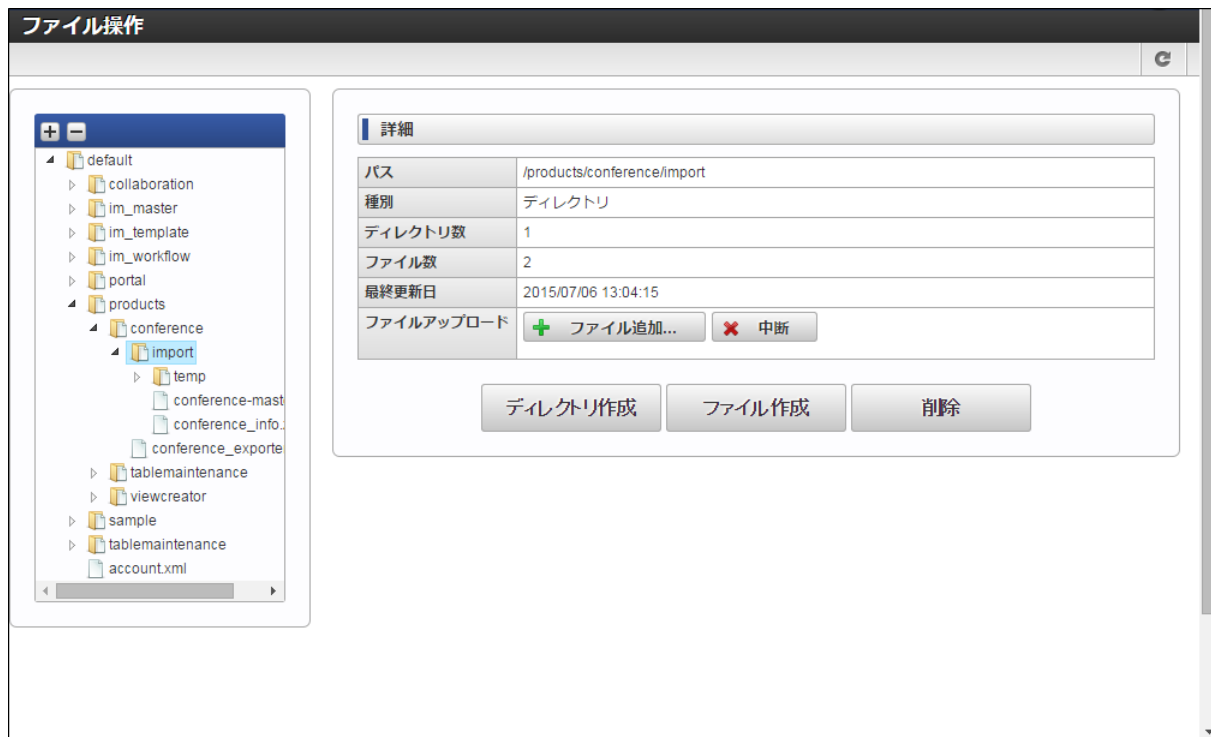 ファイル操作
default
collaboration
im_master
im_template
im_workflow
portal
products
conference
import
temp
conference-mast
conference_info.
conference_exporte
tablemaintenance
viewcreator
sample
tablemaintenance
account.xml
詳細
パス /products/conference/import
種別 ディレクトリ
ディレクトリ数 1
ファイル数 2
最終更新日 2015/07/06 13:04:15
ファイルアップロード ファイル追加... 中断
ディレクトリ作成 ファイル作成 削除